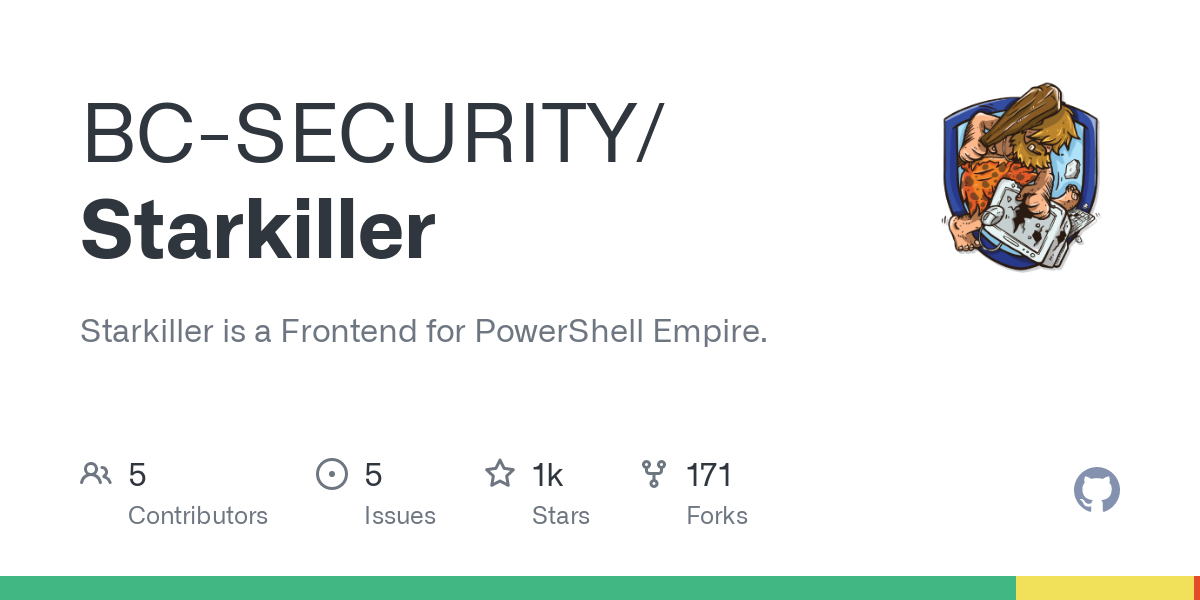 BC-SECURITY/
Starkiller
Starkiller is a Frontend for PowerShell Empire.
5
Contributors
5
Issues
1k
Stars
171
Forks